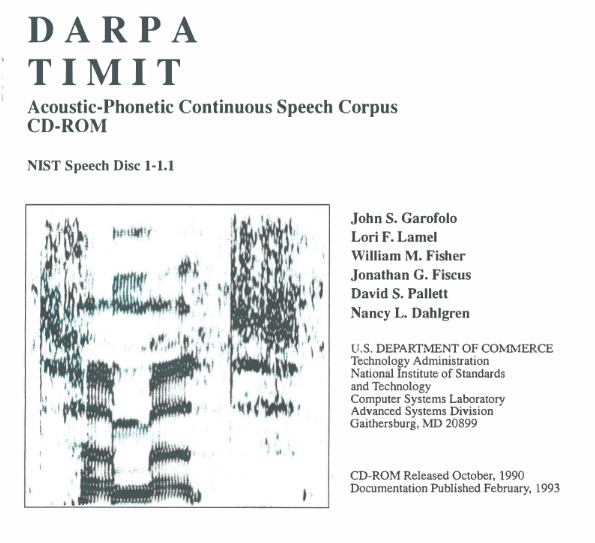 DARPA
TIMIT
Acoustic-Phonetic Continuous Speech Corpus
CD-ROM
NIST Speech Disc 1-1.1
John S. Garofolo
Lori F. Lamel
William M. Fisher
Jonathan G. Fiscus
David S. Pallett
Nancy L. Dahlgren
U.S. DEPARTMENT OF COMMERCE
Technology Administration
National Institute of Standards
and Technology
Computer Systems Laboratory
Advanced Systems Division
Gaithersburg, MD 20899
CD-ROM Released October, 1990
Documentation Published February, 1993